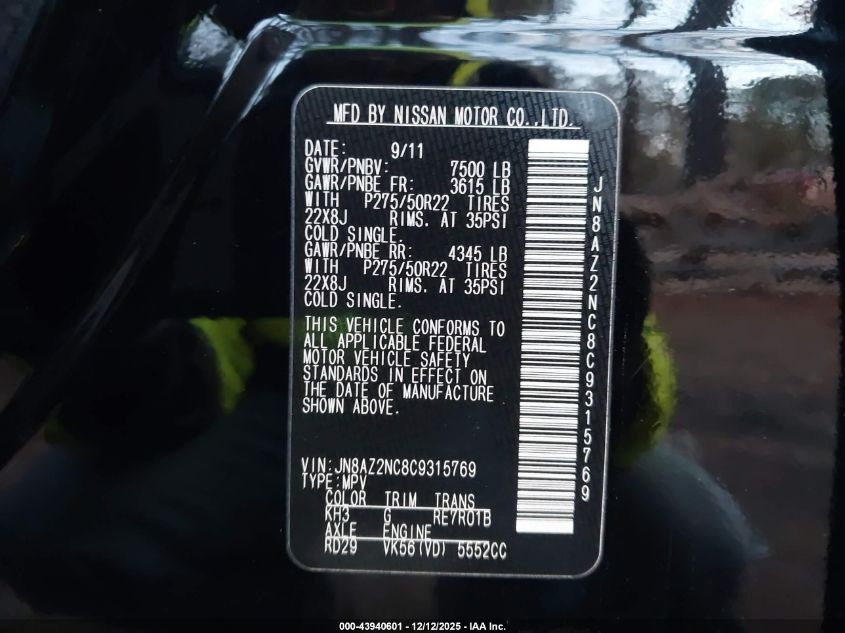 MFD BY NISSAN MOTOR CO.,LTD.
DATE: 9/11
GVWR/PNBV: 7500 LB
GAWR/PNBE FR: 3615 LB
WITH P275/50R22 TIRES
22X8J RIMS. AT 35PSI
COLD SINGLE.
GAWR/PNBE RR: 4345 LB
WITH P275/50R22 TIRES
22X8J RIMS. AT 35PSI
COLD SINGLE.
THIS VEHICLE CONFORMS TO
ALL APPLICABLE FEDERAL
MOTOR VEHICLE SAFETY
STANDARDS IN EFFECT ON
THE DATE OF MANUFACTURE
SHOWN ABOVE.
VIN:JN8AZ2NC8C9315769
TYPE:MPV
COLOR TRIM TRANS
KH3 G RE7R01B
AXLE ENGINE
RD29 VK56(VD) 5552CC
JN8AZ2NC8C9315769
000-43940601 - 12/12/2025 - IAA Inc.